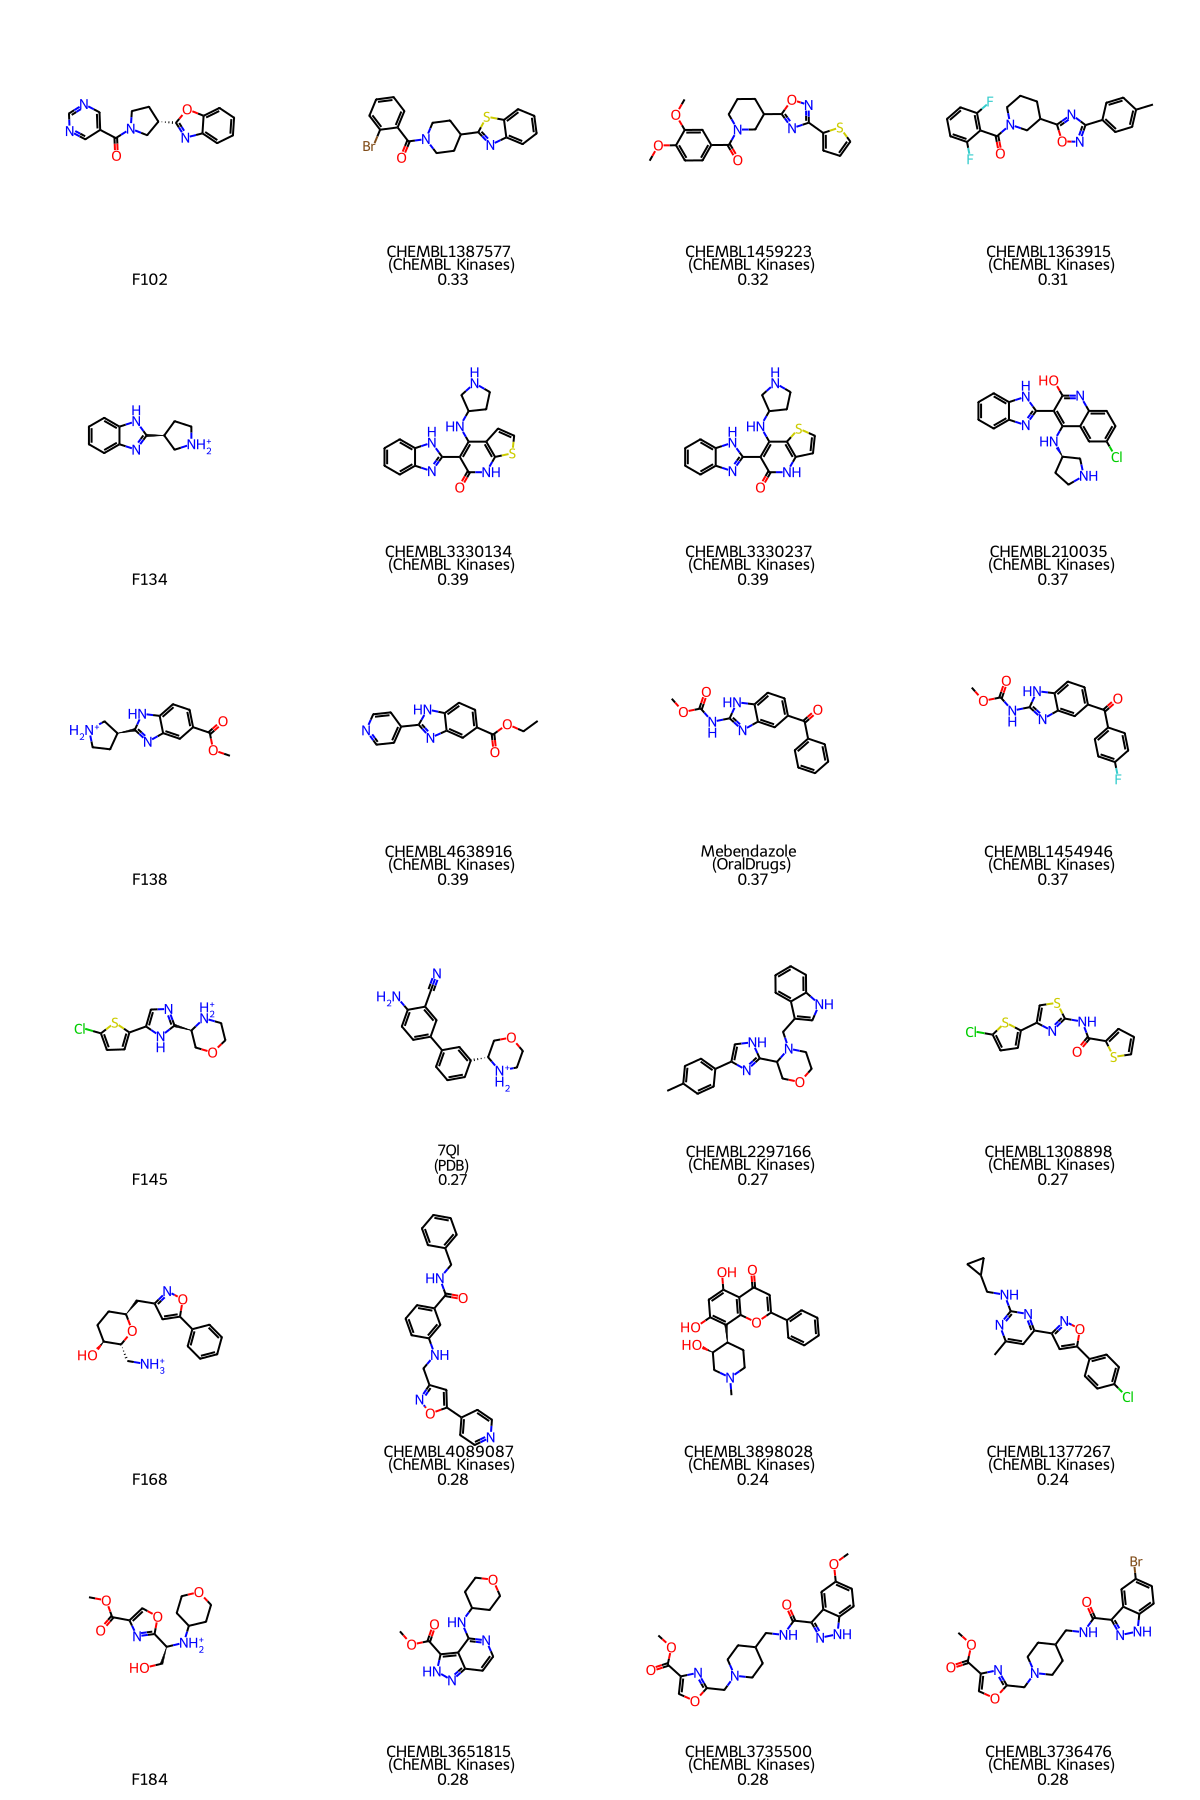 F102
CHEMBL1387577
(ChEMBL Kinases)
0.33
CHEMBL1459223
(ChEMBL Kinases)
0.32
CHEMBL1363915
(ChEMBL Kinases)
0.31
F134
CHEMBL3330134
(ChEMBL Kinases)
0.39
CHEMBL3330237
(ChEMBL Kinases)
0.39
CHEMBL210035
(ChEMBL Kinases)
0.37
F138
CHEMBL4638916
(ChEMBL Kinases)
0.39
Mebendazole
(OralDrugs)
0.37
CHEMBL1454946
(ChEMBL Kinases)
0.37
F145
7QI
(PDB)
0.27
CHEMBL2297166
(ChEMBL Kinases)
0.27
CHEMBL1308898
(ChEMBL Kinases)
0.27
F168
CHEMBL4089087
(ChEMBL Kinases)
0.28
CHEMBL3898028
(ChEMBL Kinases)
0.24
CHEMBL1377267
(ChEMBL Kinases)
0.24
F184
CHEMBL3651815
(ChEMBL Kinases)
0.28
CHEMBL3735500
(ChEMBL Kinases)
0.28
CHEMBL3736476
(ChEMBL Kinases)
0.28